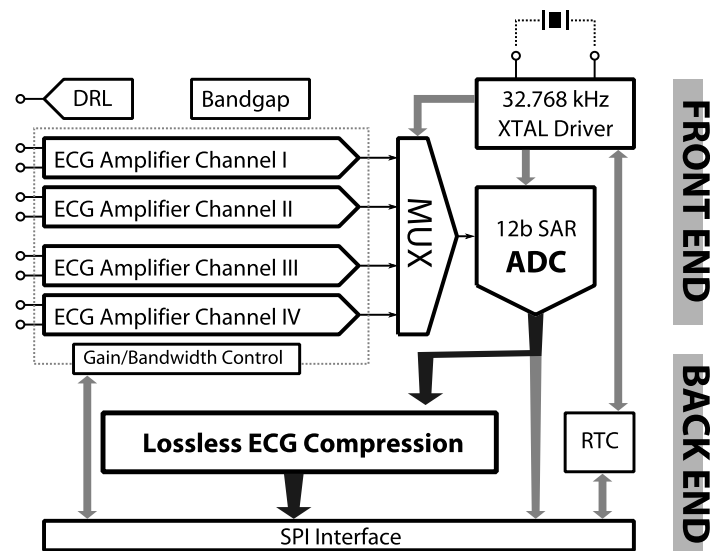 DRL
Bandgap
32.768 kHz
XTAL Driver
ECG Amplifier Channel I
ECG Amplifier Channel II
ECG Amplifier Channel III
ECG Amplifier Channel IV
MUX
12b SAR
ADC
Gain/Bandwidth Control
FRONT END
Lossless ECG Compression
RTC
SPI Interface
BACK END